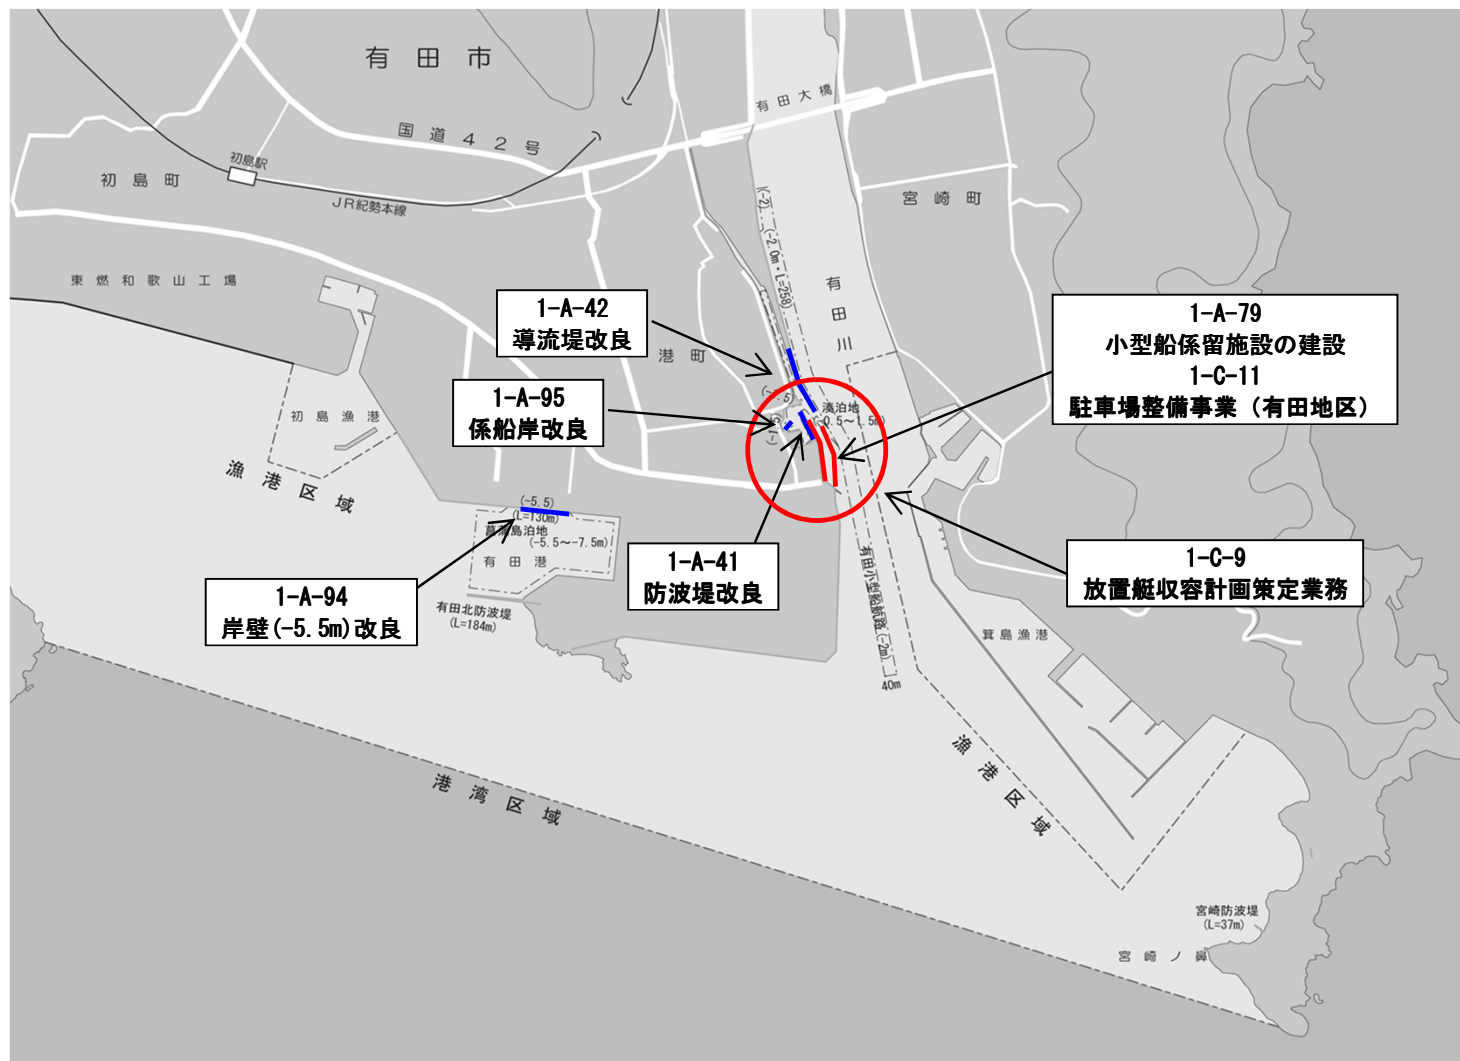 有田市
有田大橋
国道42号
初島駅
初島町
JR紀勢本線
宮崎町
(-2)
(-2.0m・L=258)
東燃和歌山工場
有田川
1-A-42
導流堤改良
港町
1-A-79
小型船係留施設の建設
1-C-11
駐車場整備事業（有田地区）
1-A-95
係船岸改良
湊泊地
(-0.5～1.5m)
初島漁港
漁港区域
(-5.5)
(L=130m)
菖蒲島泊地
(-5.5～-7.5m)
有田港
1-A-41
防波堤改良
1-C-9
放置艇収容計画策定業務
1-A-94
岸壁(-5.5m)改良
有田北防波堤
(L=184m)
有田小型船航路(-2m)
40m
箕島漁港
漁港区域
港湾区域
宮崎防波堤
(L=37m)
宮崎ノ鼻